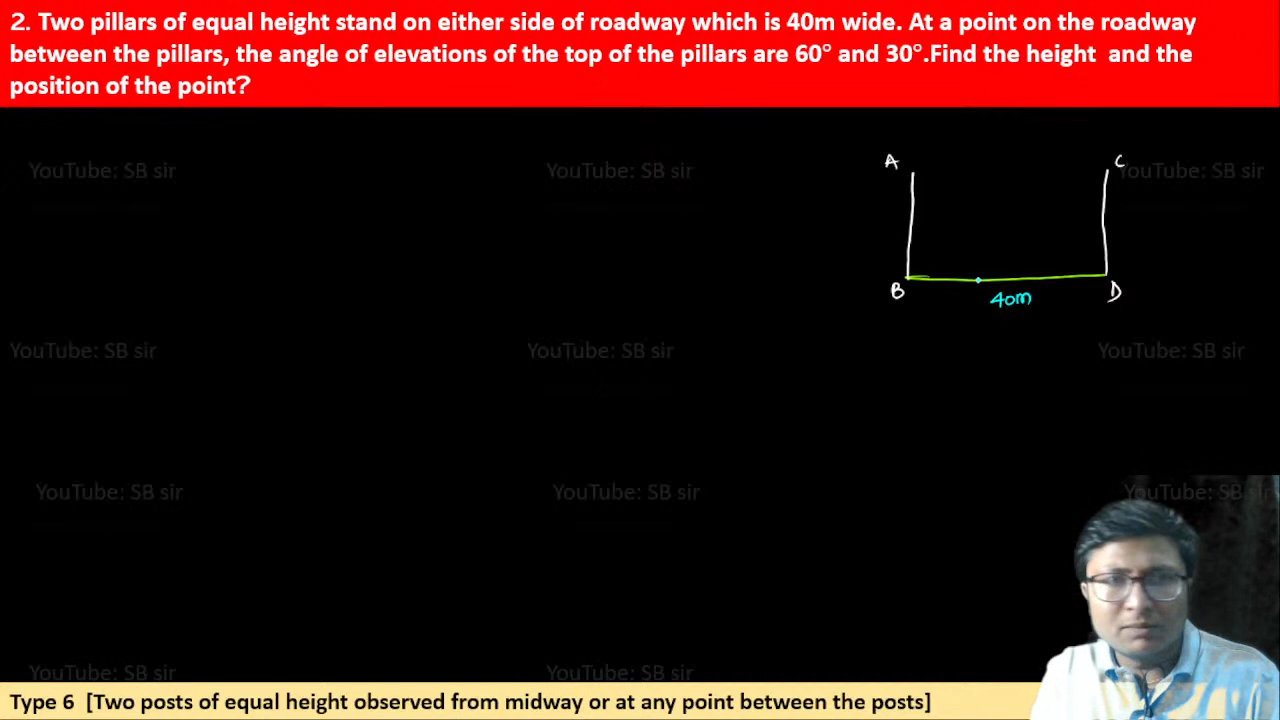 2. Two pillars of equal height stand on either side of roadway which is 40m wide. At a point on the roadway
between the pillars, the angle of elevations of the top of the pillars are 60° and 30°.Find the height and the
position of the point?
A
C
YouTube: SB sir
YouTube: SB sir
YouTube: SB sir
B
40m
D
YouTube: SB sir
YouTube: SB sir
YouTube: SB sir
YouTube: SB sir
YouTube: SB sir
YouTube: SB sir
YouTube: SB sir
YouTube: SB sir
Type 6 [Two posts of equal height observed from midway or at any point between the posts]